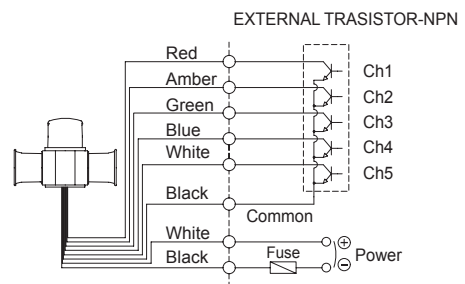 EXTERNAL TRASISTOR-NPN
Red
Ch1
Amber
Ch2
Green
Ch3
Blue
Ch4
White
Ch5
Black
Common
White
Black
Fuse
⊕
Power
⊖